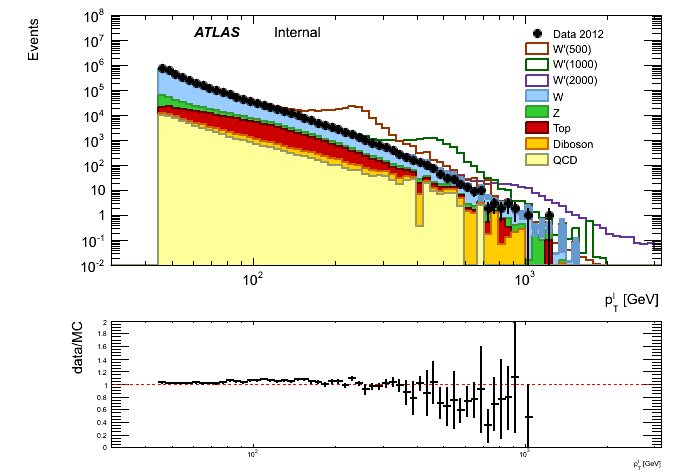 Events
10^8
10^7
10^6
10^5
10^4
10^3
10^2
10
1
10^-1
10^-2
ATLAS Internal
Data 2012
W'(500)
W'(1000)
W'(2000)
W
Z
Top
Diboson
QCD
10^2 10^3
p_T^l [GeV]
data/MC
2
1.8
1.6
1.4
1.2
1
0.8
0.6
0.4
0.2
0
10^2 10^3
p_T^l [GeV]